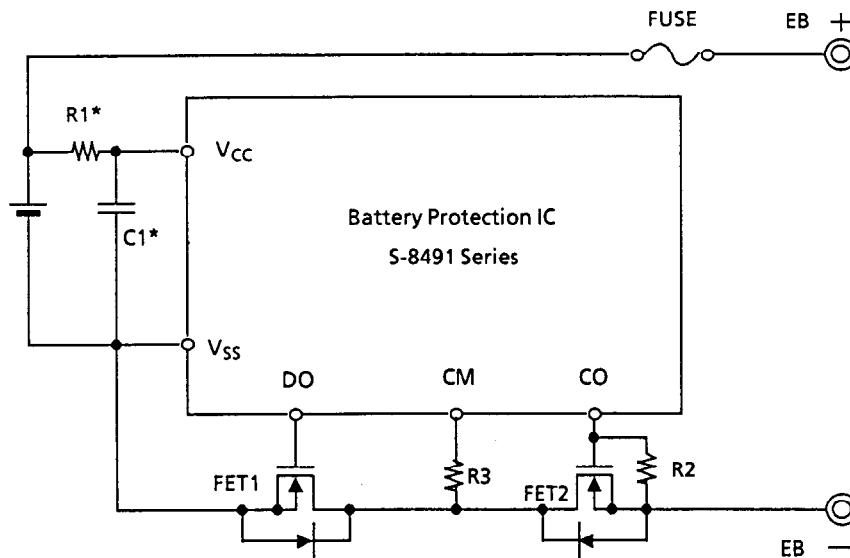 FUSE
EB +
R1*
VCC
C1*
Battery Protection IC
S-8491 Series
VSS
DO
CM
CO
FET1
R3
FET2
R2
EB −